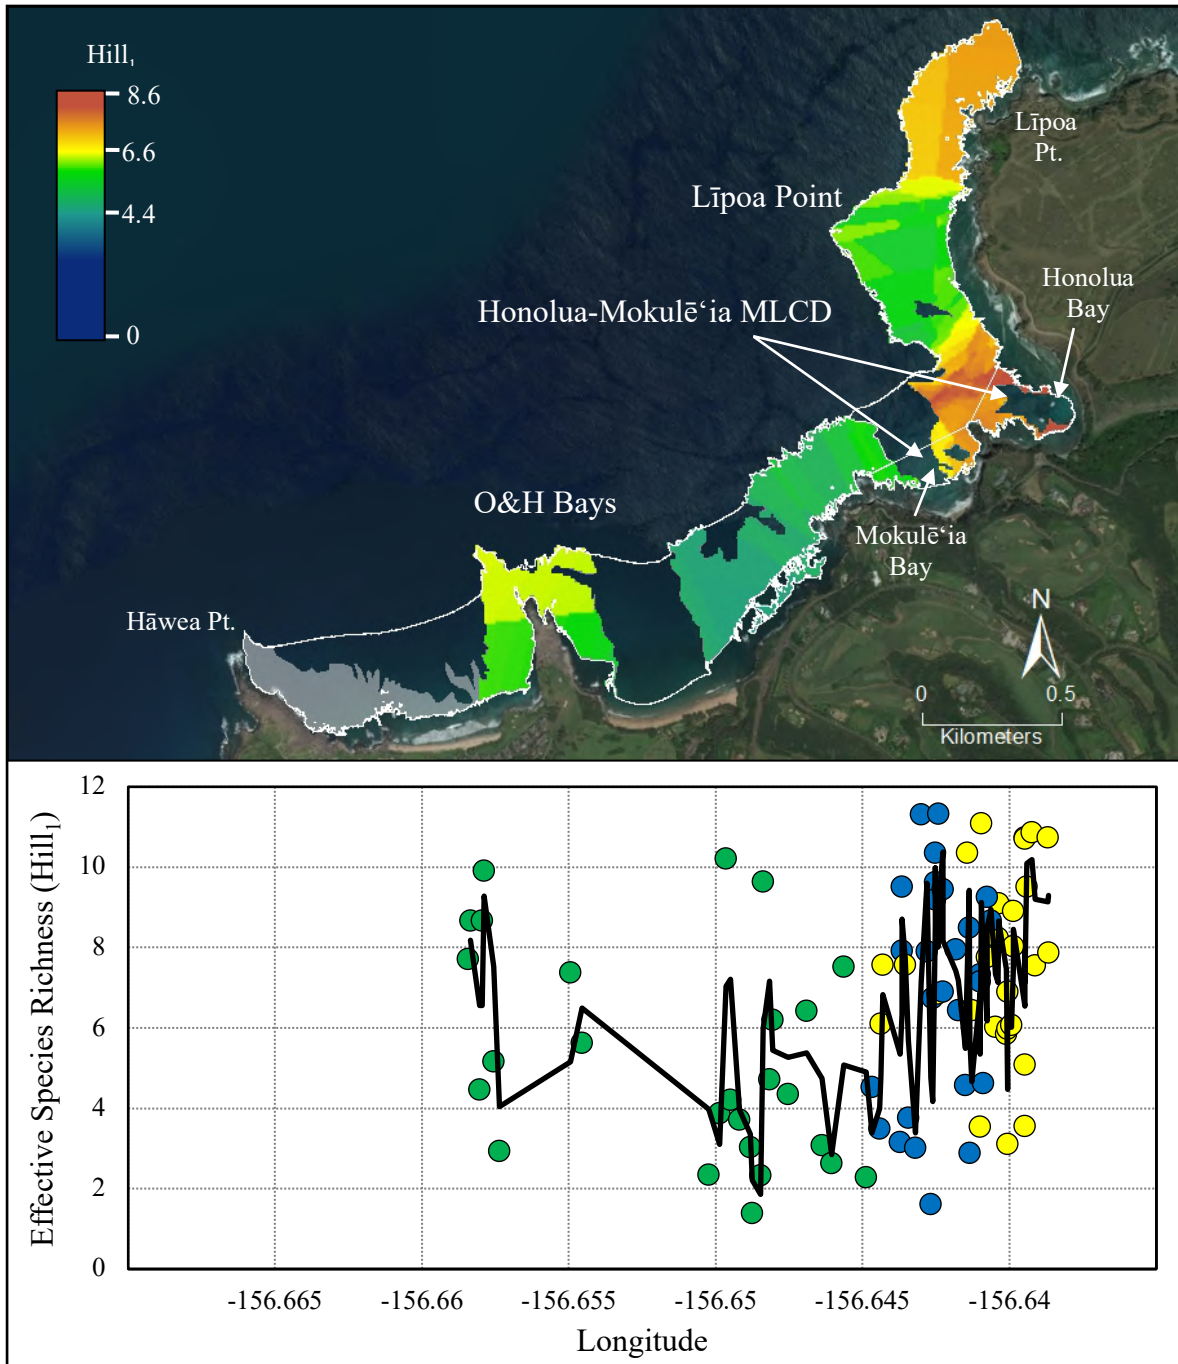 Hill₁
8.6
6.6
4.4
0
Līpoa
Pt.
Līpoa Point
Honolua
Bay
Honolua-Mokulēʻia MLCD
O&H Bays
Mokulēʻia
Bay
Hāwea Pt.
N
0 0.5
Kilometers
12
10
8
6
4
2
0
Effective Species Richness (Hill₁)
-156.665 -156.66 -156.655 -156.65 -156.645 -156.64
Longitude